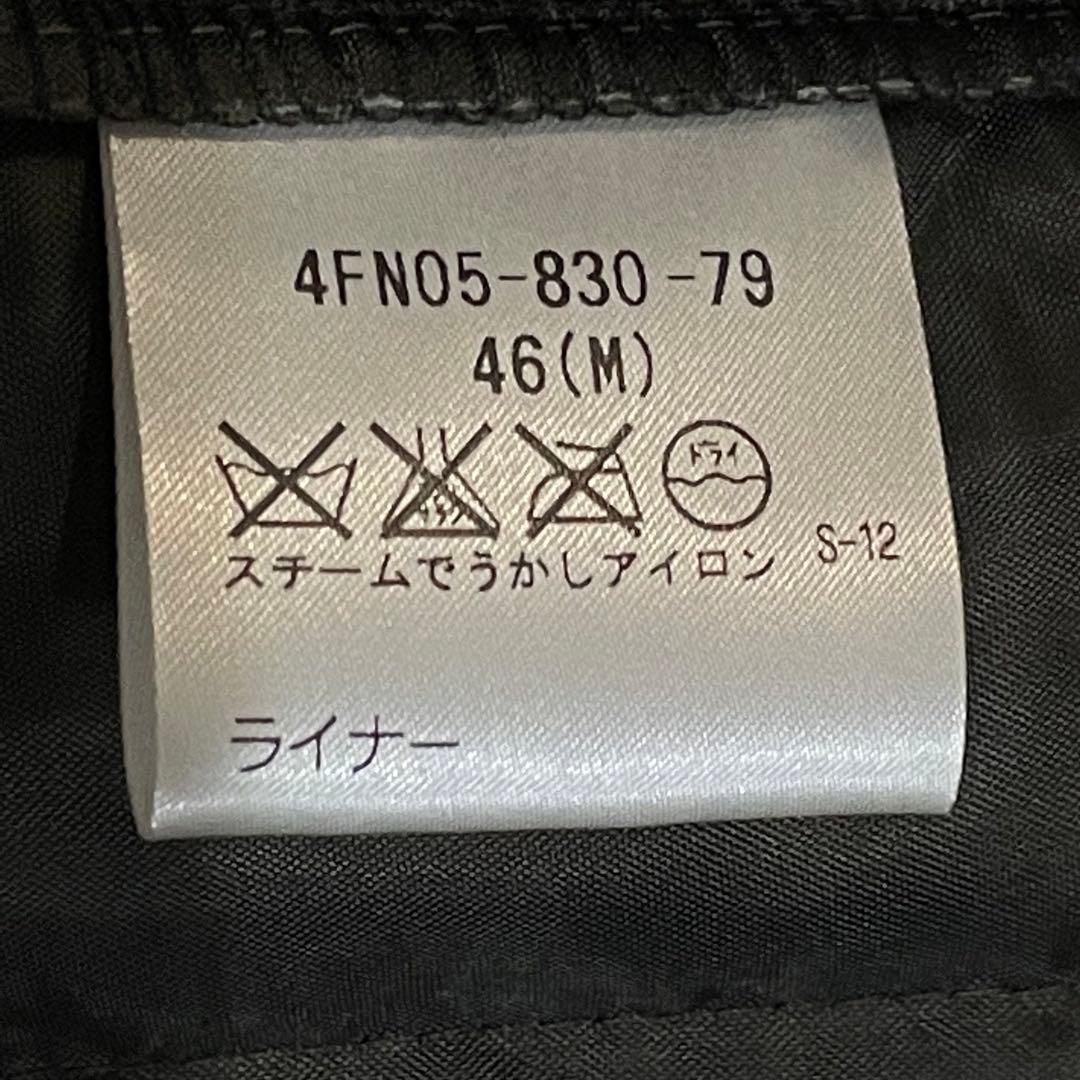 4FN05-830-79
46(M)
ドライ
スチームでうかしアイロン S-12
ライナー